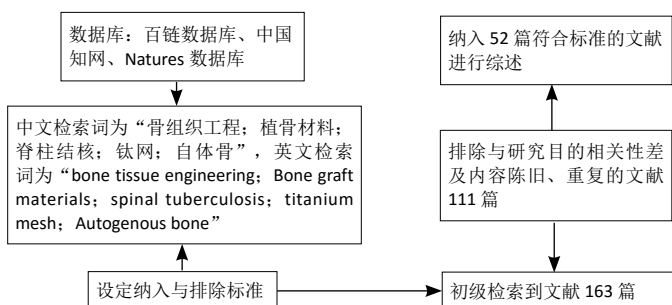 数据库：百链数据库、中国
知网、Natures 数据库
中文检索词为“骨组织工程；植骨材料；
脊柱结核；钛网；自体骨”，英文检索
词为“bone tissue engineering；Bone graft
materials；spinal tuberculosis；titanium
mesh；Autogenous bone”
设定纳入与排除标准
纳入 52 篇符合标准的文献
进行综述
排除与研究目的相关性差
及内容陈旧、重复的文献
111 篇
初级检索到文献 163 篇